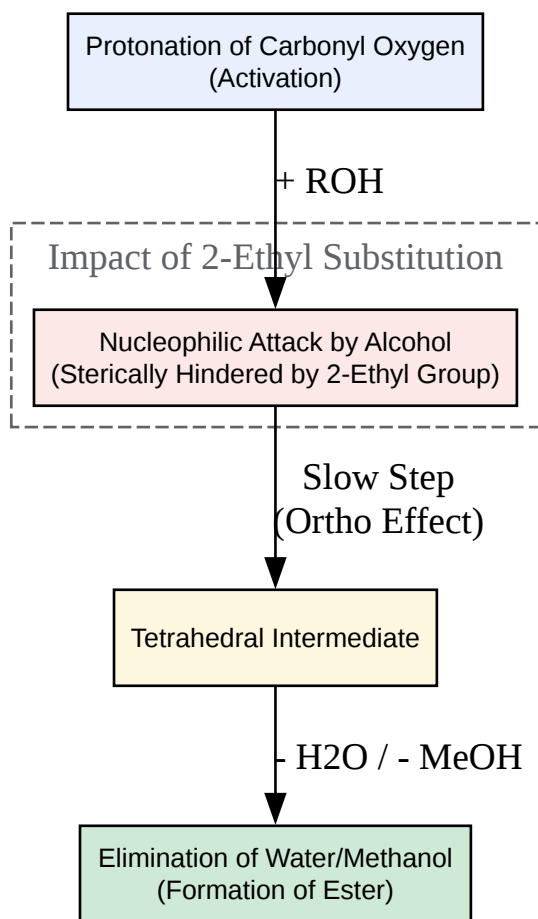 Protonation of Carbonyl Oxygen
(Activation)
+ ROH
Impact of 2-Ethyl Substitution
Nucleophilic Attack by Alcohol
(Sterically Hindered by 2-Ethyl Group)
Slow Step
(Ortho Effect)
Tetrahedral Intermediate
- H2O / - MeOH
Elimination of Water/Methanol
(Formation of Ester)